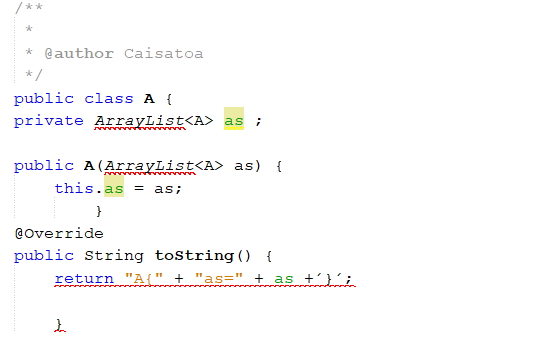 /**
*
* @author Caisatoa
*/
public class A {
private ArrayList<A> as ;
public A(ArrayList<A> as) {
this.as = as;
}
@Override
public String toString() {
return "A{" + "as=" + as +´}´;
}